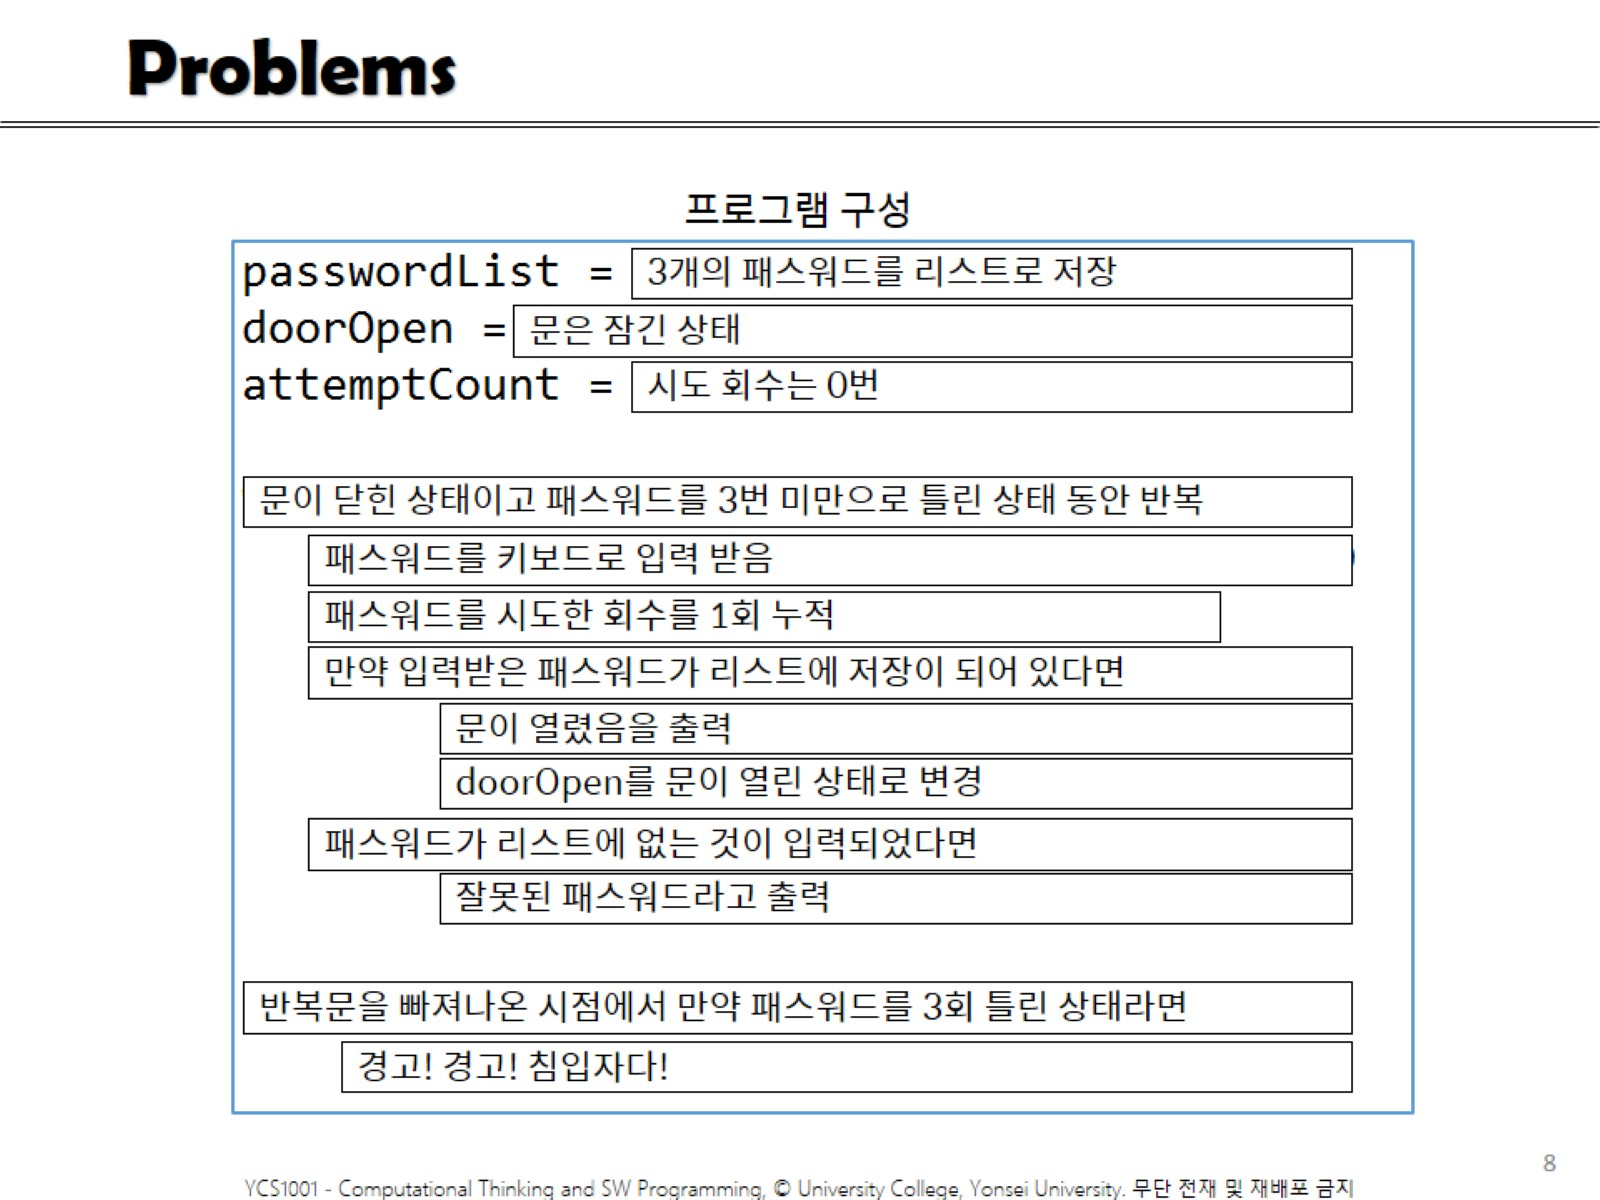 Problems
프로그램 구성
passwordList = 3개의 패스워드를 리스트로 저장
doorOpen = 문은 잠긴 상태
attemptCount = 시도 회수는 0번
문이 닫힌 상태이고 패스워드를 3번 미만으로 틀린 상태 동안 반복
패스워드를 키보드로 입력 받음
패스워드를 시도한 회수를 1회 누적
만약 입력받은 패스워드가 리스트에 저장이 되어 있다면
문이 열렸음을 출력
doorOpen를 문이 열린 상태로 변경
패스워드가 리스트에 없는 것이 입력되었다면
잘못된 패스워드라고 출력
반복문을 빠져나온 시점에서 만약 패스워드를 3회 틀린 상태라면
경고! 경고! 침입자다!
8
YCS1001 - Computational Thinking and SW Programming, © University College, Yonsei University. 무단 전재 및 재배포 금지